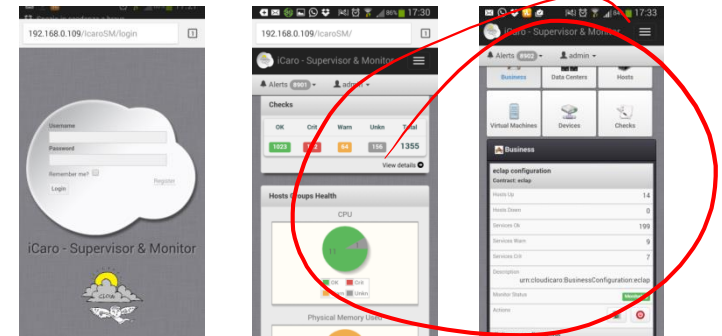 192.168.0.109/icaroSM/login
Username
Password
Remember me?
Register
Login
iCaro - Supervisor & Monitor
17:30
192.168.0.109/icaroSM/
iCaro - Supervisor & Monitor
Alerts 8901 admin
Checks
OK Crit Warn Unkn Total
1023 84 156 1355
View details
Hosts Groups Health
CPU
11
OK Crit
Unkn
Physical Memory Used
17:33
iCaro - Supervisor & Monitor
Alerts 8902 admin
Business Data Centers Hosts
Virtual Machines Devices Checks
Business
eclap configuration
Contract: eclap
Hosts Up 14
Hosts Down 0
Services Ok 199
Services Warn 9
Services Crit 7
Description
urn:cloudicaro:BusinessConfiguration:eclap
Monitor Status
Actions